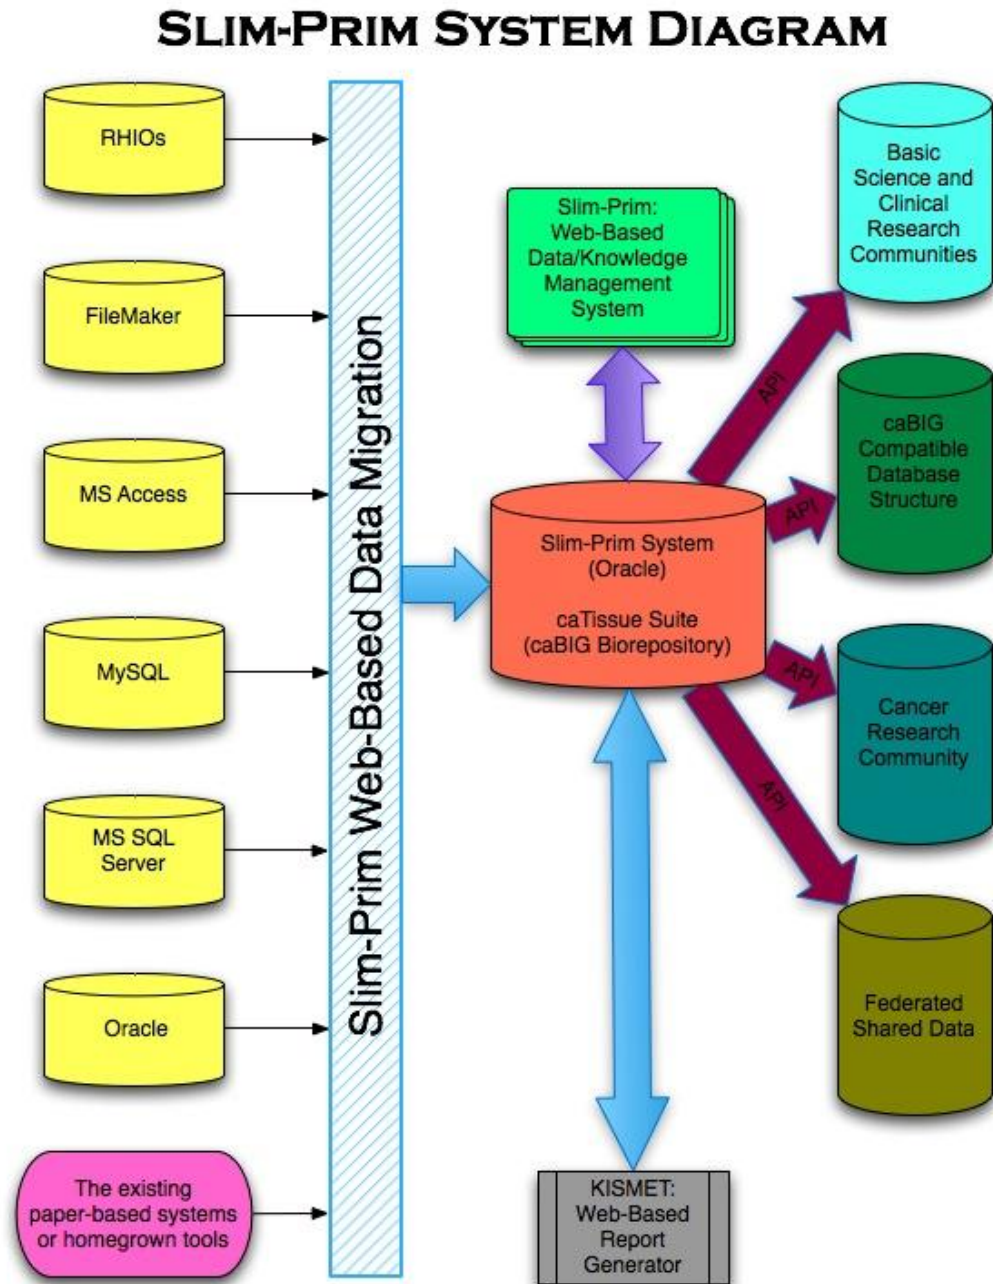 SLIM-PRIM SYSTEM DIAGRAM
RHIOs
FileMaker
MS Access
MySQL
MS SQL
Server
Oracle
The existing
paper-based systems
or homegrown tools
Slim-Prim Web-Based Data Migration
Slim-Prim:
Web-Based
Data/Knowledge
Management
System
Slim-Prim System
(Oracle)
caTissue Suite
(caBIG Biorepository)
KISMET:
Web-Based
Report
Generator
API
API
API
API
Basic
Science and
Clinical
Research
Communities
caBIG
Compatible
Database
Structure
Cancer
Research
Community
Federated
Shared Data